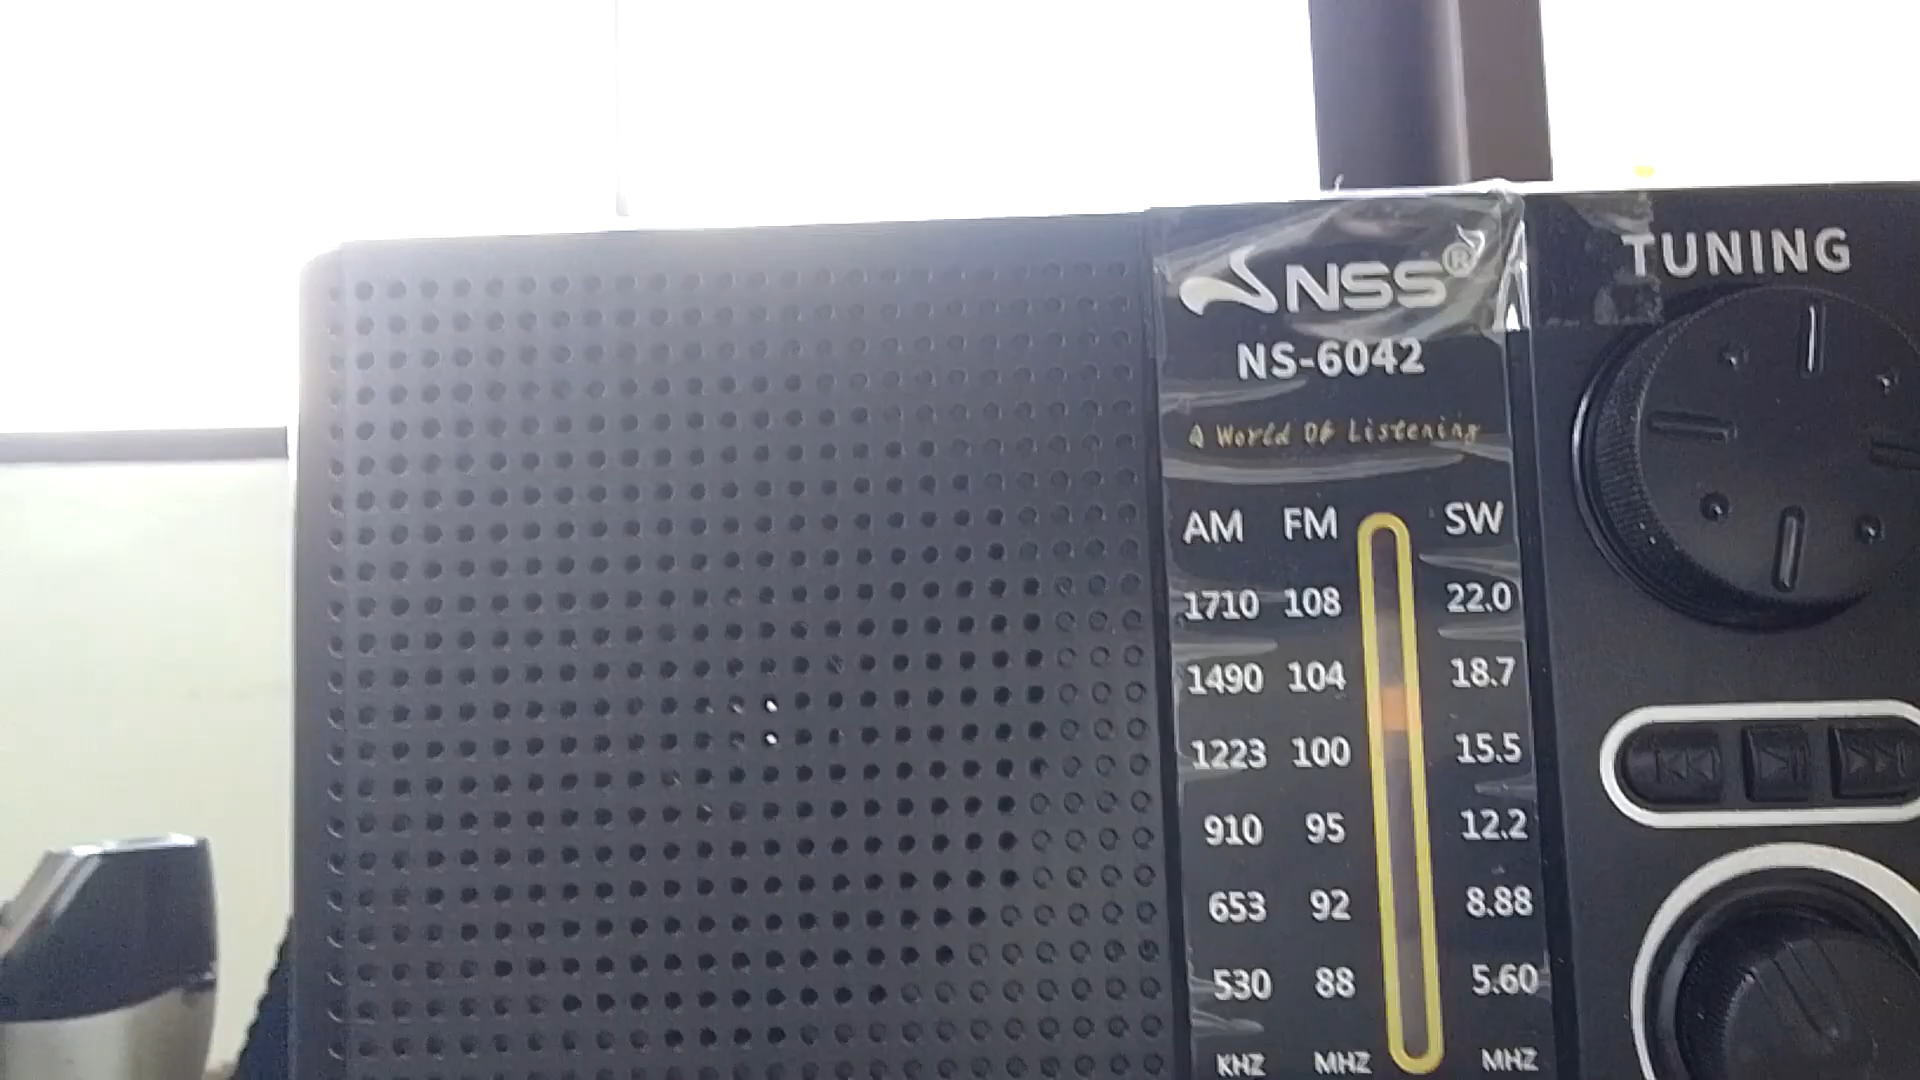 NSS®
NS-6042
A World Of Listening
TUNING
AM FM SW
1710 108 22.0
1490 104 18.7
1223 100 15.5
910 95 12.2
653 92 8.88
530 88 5.60
KHZ MHZ MHZ